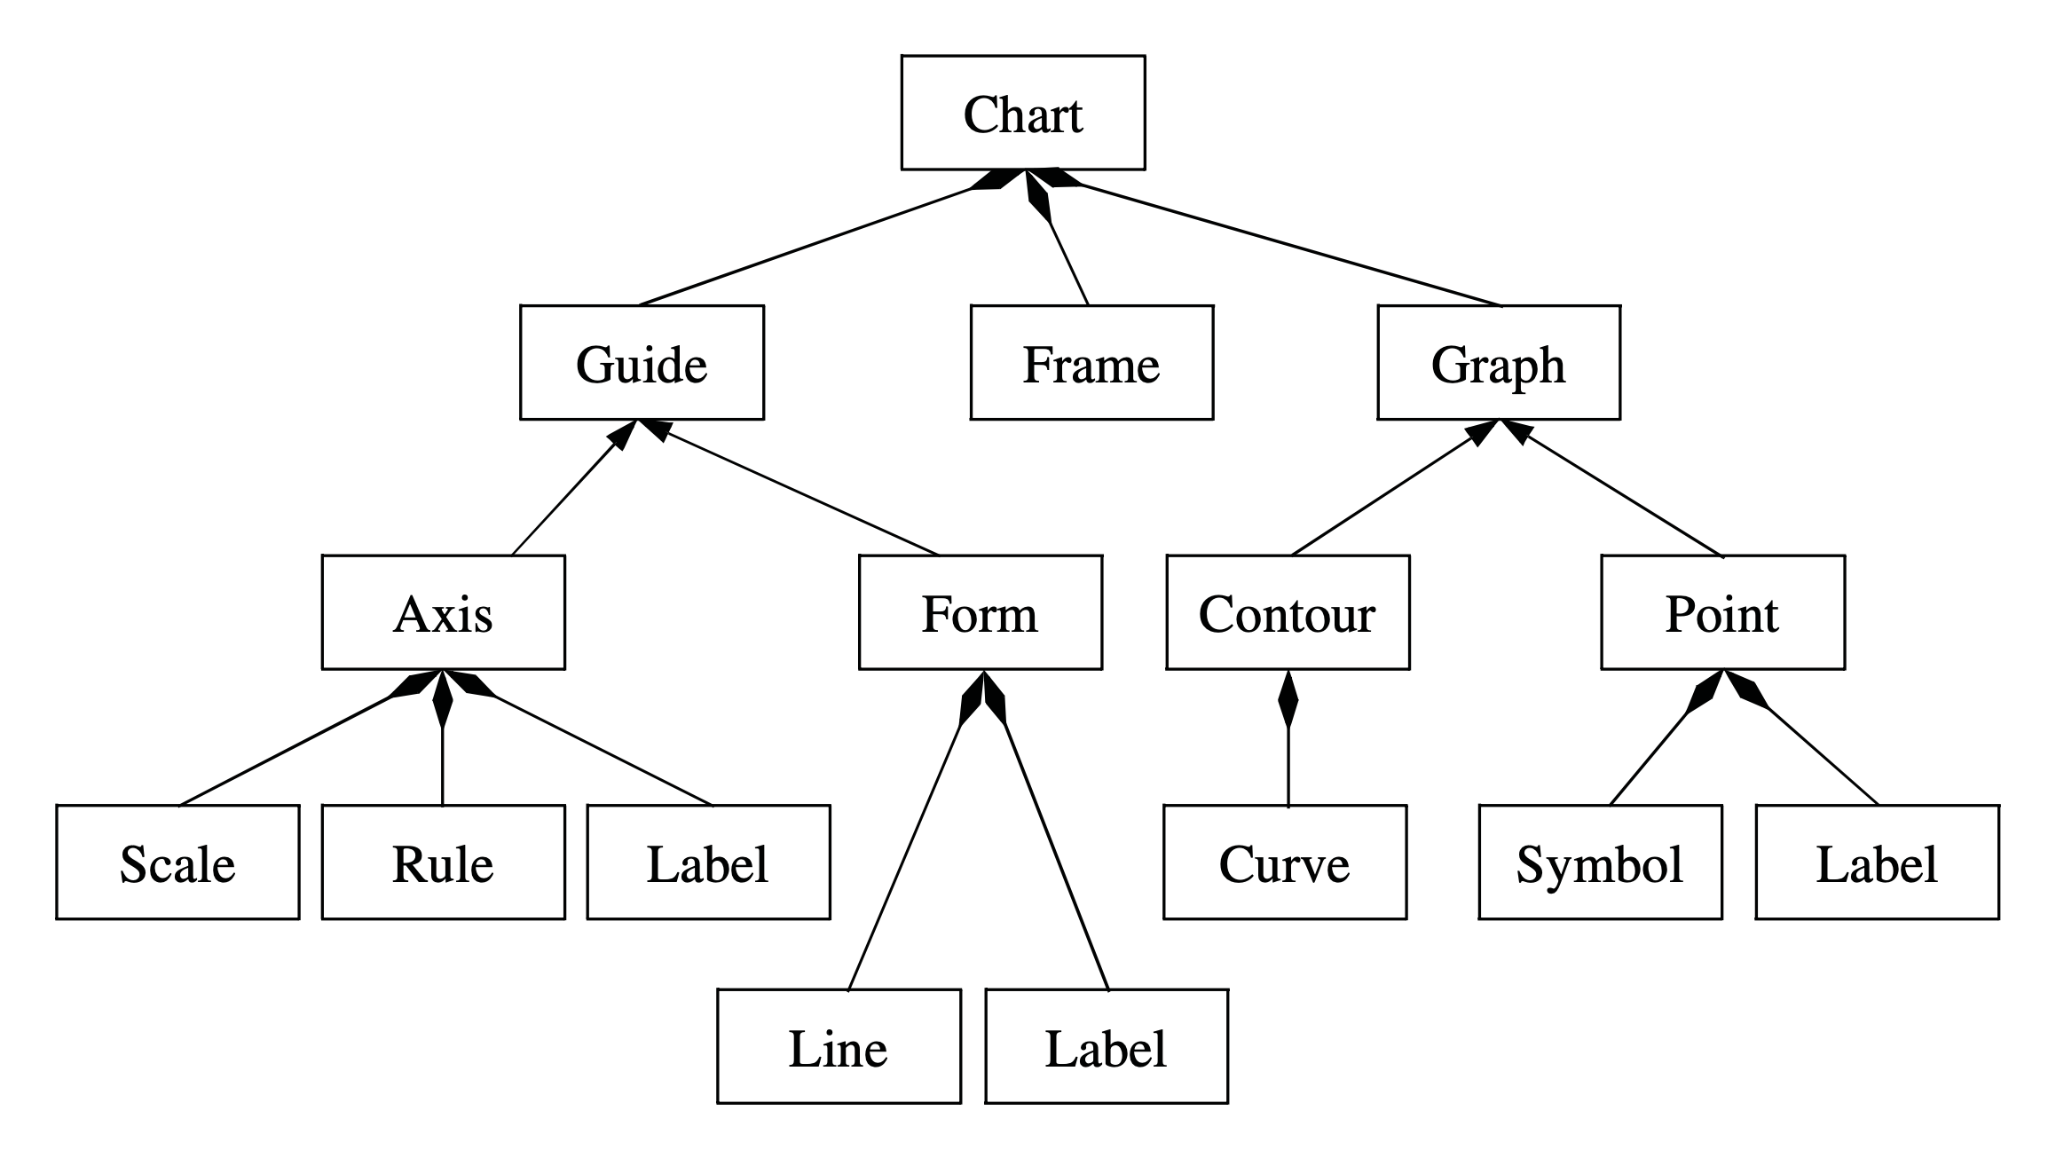 Chart
Guide
Frame
Graph
Axis
Form
Contour
Point
Scale
Rule
Label
Curve
Symbol
Label
Line
Label